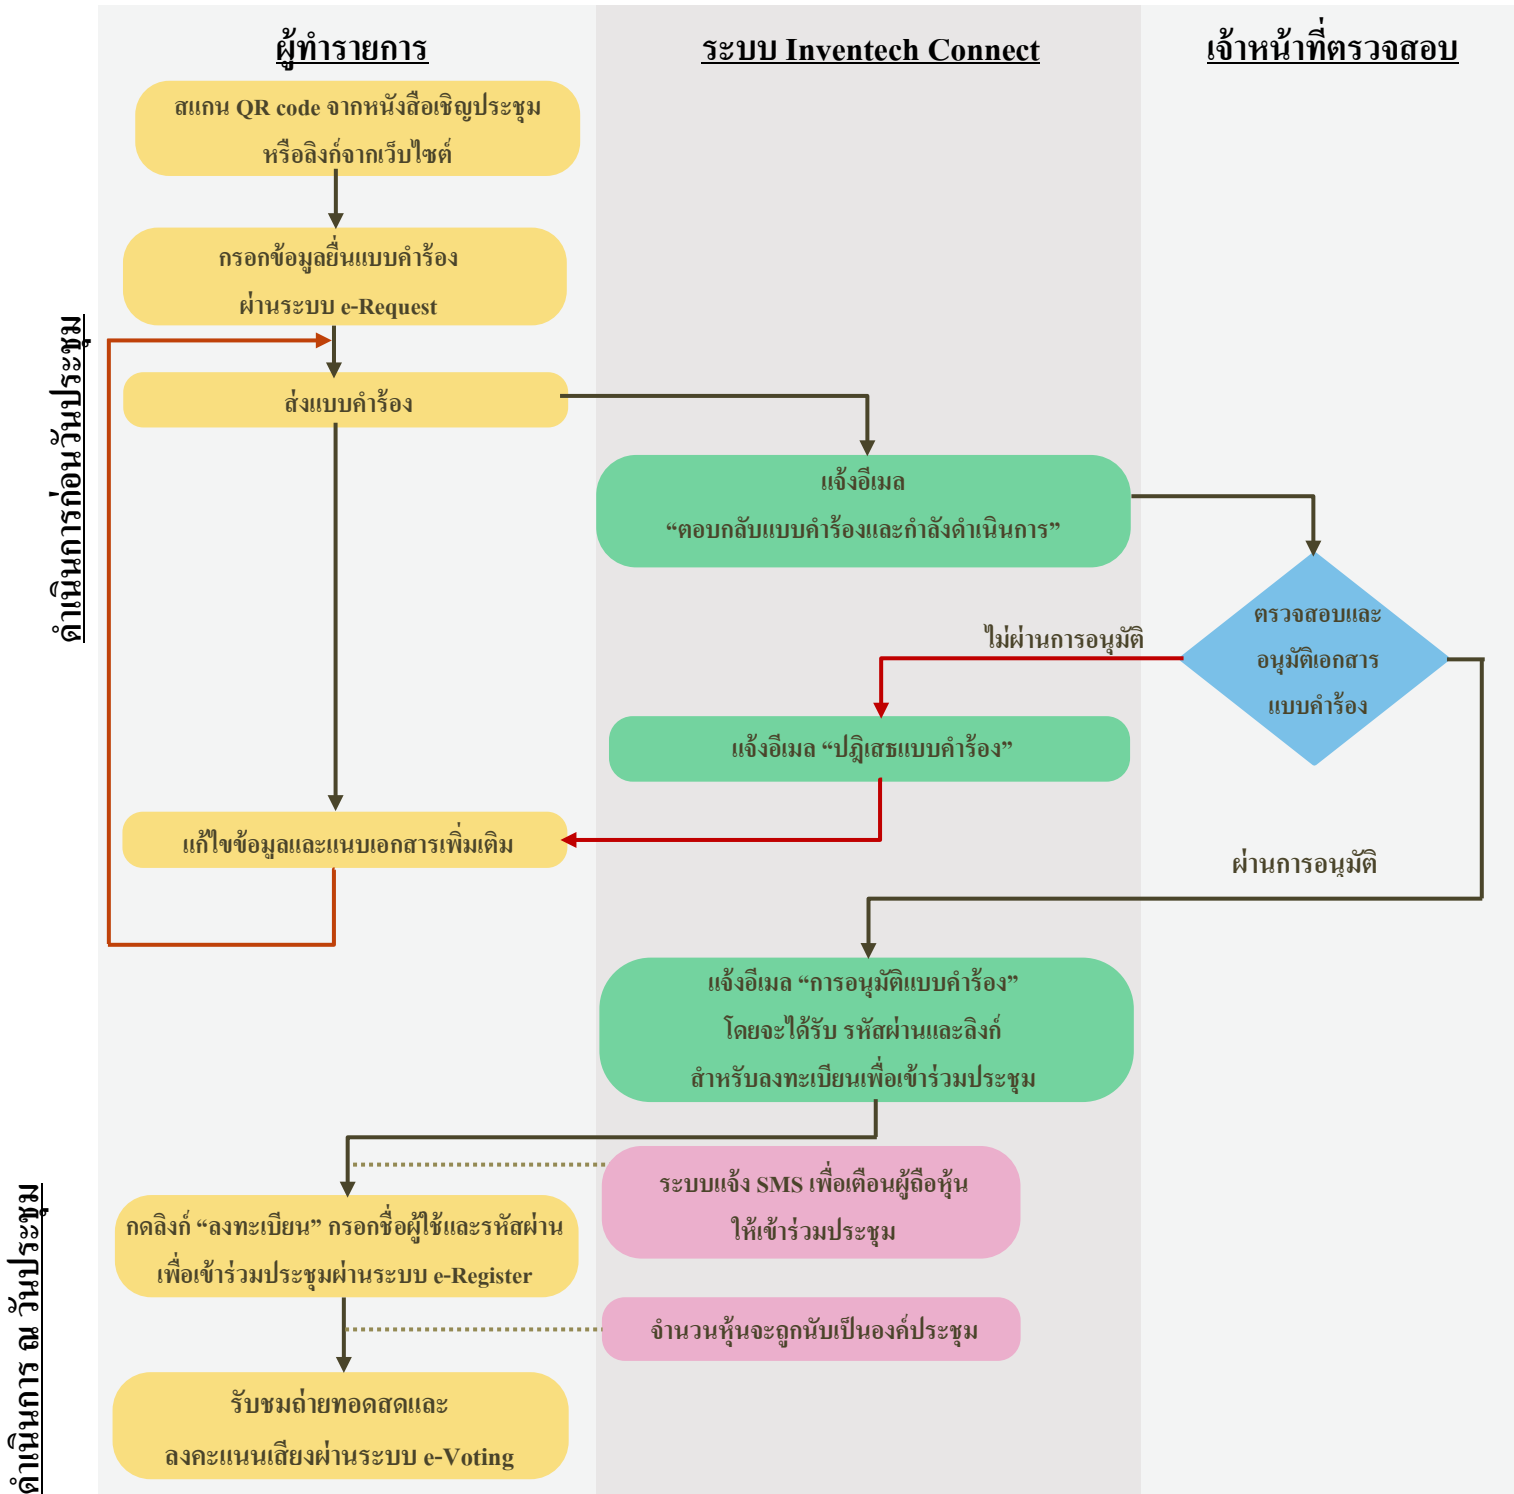 ผู้ทำรายการ
ระบบ Inventech Connect
เจ้าหน้าที่ตรวจสอบ
ดำเนินการก่อนวันประชุม
สแกน QR code จากหนังสือเชิญประชุม
หรือลิงก์จากเว็บไซต์
กรอกข้อมูลยื่นแบบคำร้อง
ผ่านระบบ e-Request
ส่งแบบคำร้อง
แจ้งอีเมล
“ตอบกลับแบบคำร้องและกำลังดำเนินการ”
ตรวจสอบและ
อนุมัติเอกสาร
แบบคำร้อง
ไม่ผ่านการอนุมัติ
แจ้งอีเมล “ปฏิเสธแบบคำร้อง”
แก้ไขข้อมูลและแนบเอกสารเพิ่มเติม
ผ่านการอนุมัติ
แจ้งอีเมล “การอนุมัติแบบคำร้อง”
โดยจะได้รับ รหัสผ่านและลิงก์
สำหรับลงทะเบียนเพื่อเข้าร่วมประชุม
ดำเนินการ ณ วันประชุม
ระบบแจ้ง SMS เพื่อเตือนผู้ถือหุ้น
ให้เข้าร่วมประชุม
กดลิงก์ “ลงทะเบียน” กรอกชื่อผู้ใช้และรหัสผ่าน
เพื่อเข้าร่วมประชุมผ่านระบบ e-Register
จำนวนหุ้นจะถูกนับเป็นองค์ประชุม
รับชมถ่ายทอดสดและ
ลงคะแนนเสียงผ่านระบบ e-Voting